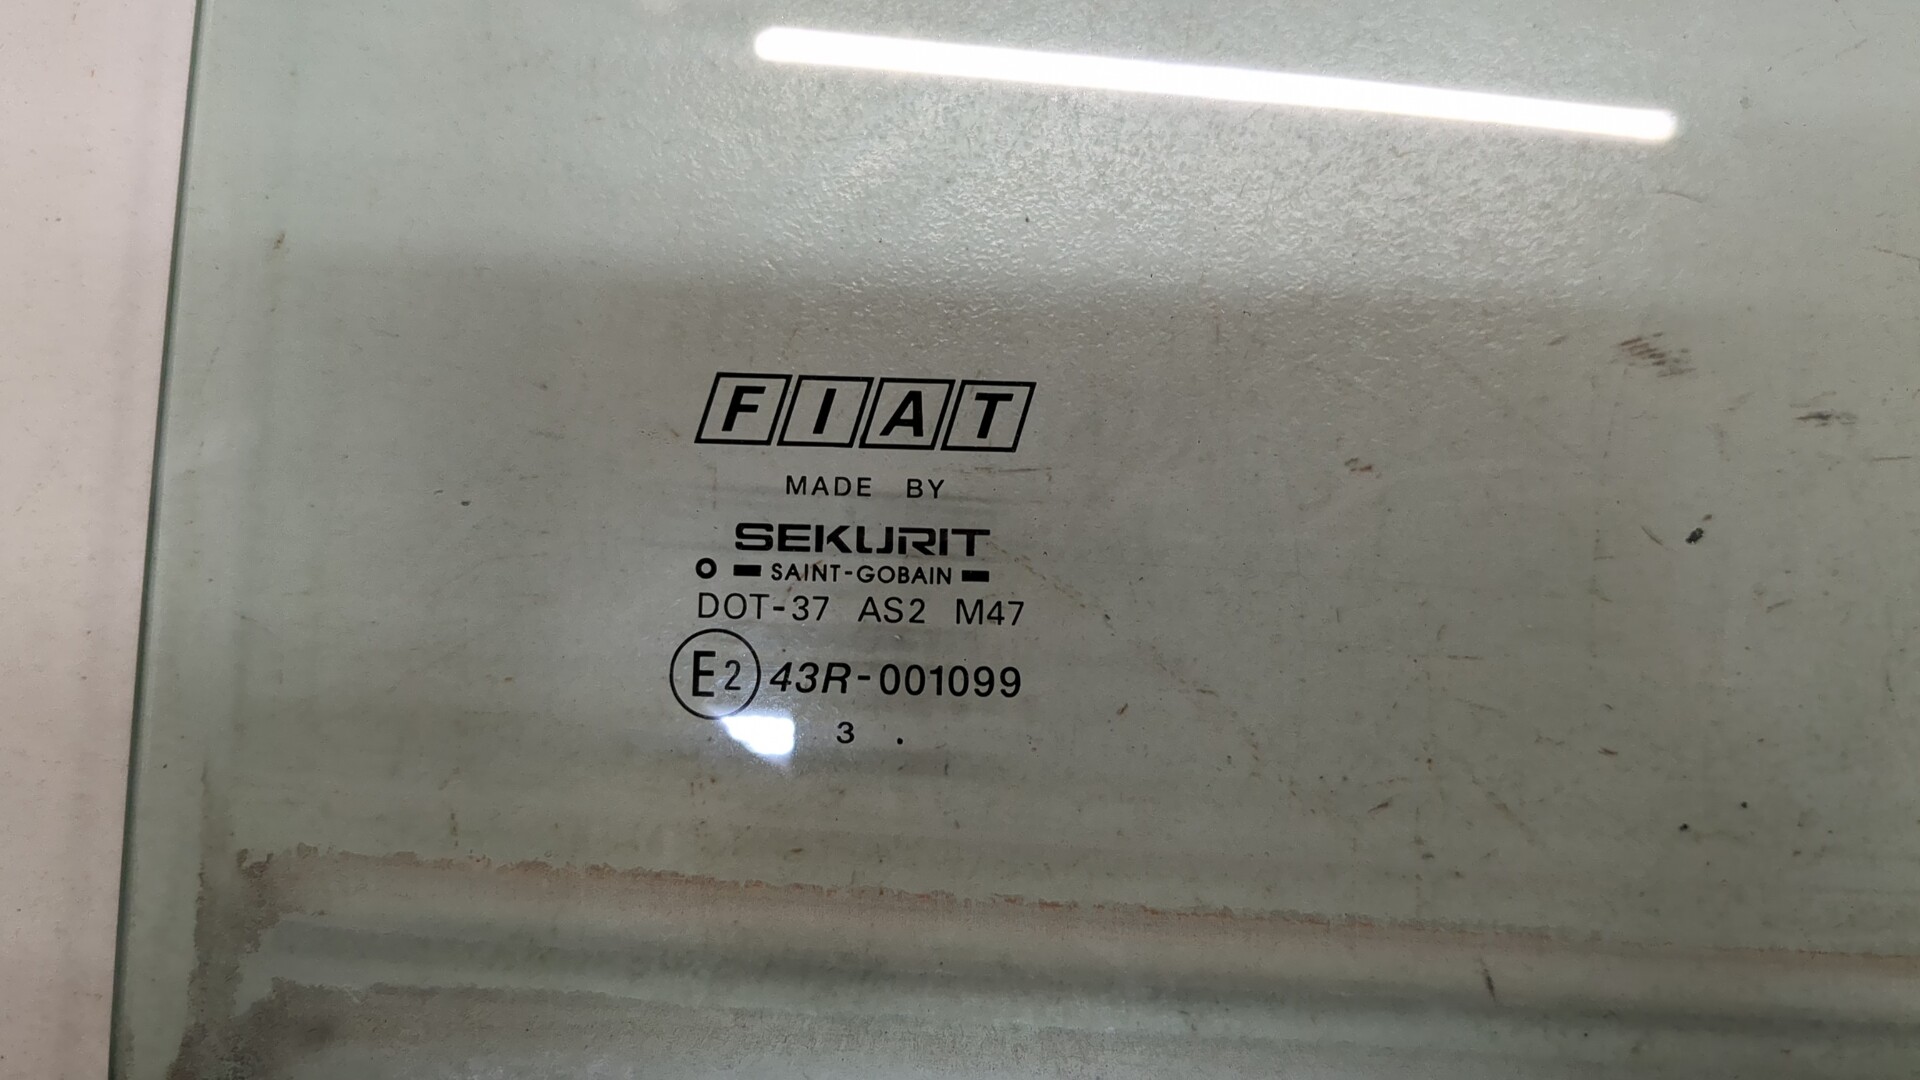 FIAT
MADE BY
SEKURIT
SAINT-GOBAIN
DOT-37 AS2 M47
E2 43R-001099
3 .